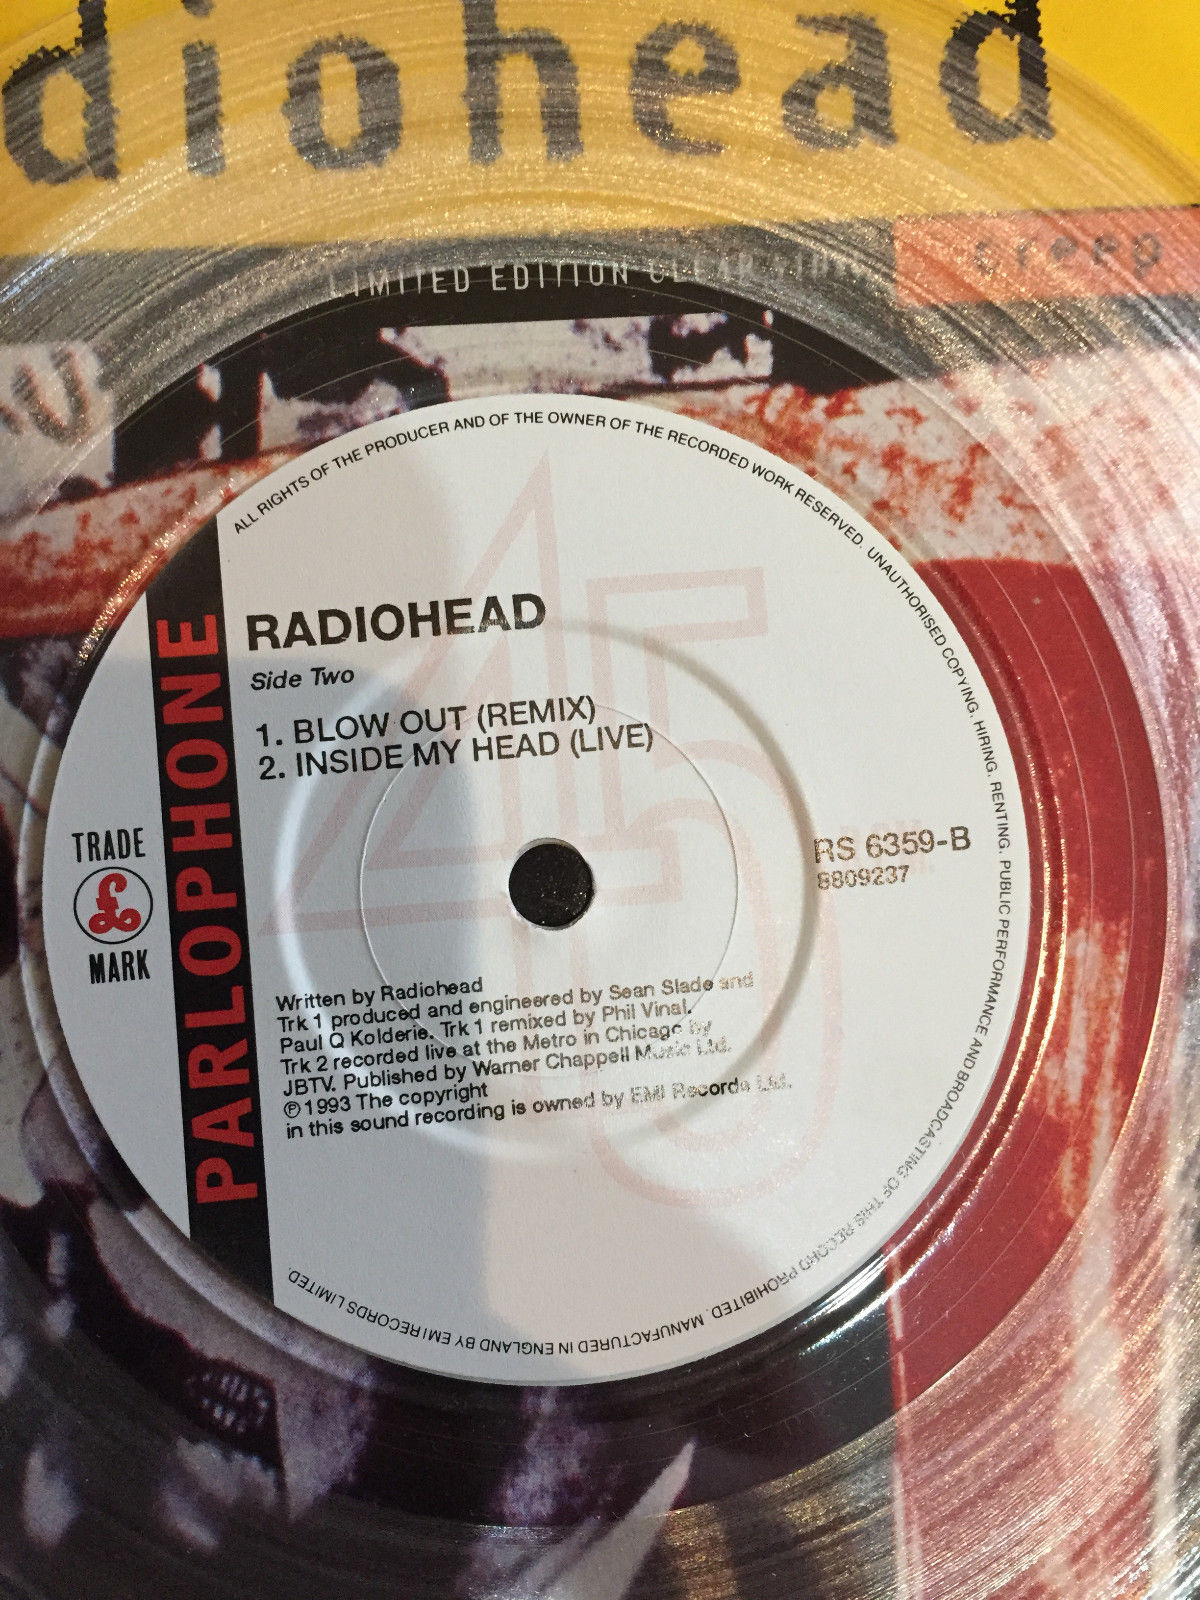 diohead
creep
LIMITED EDITION CLEAR VINYL
ALL RIGHTS OF THE PRODUCER AND OF THE OWNER OF THE RECORDED WORK RESERVED. UNAUTHORISED COPYING. HIRING. RENTING. PUBLIC PERFORMANCE AND BROADCASTING OF THIS RECORD PROHIBITED. MANUFACTURED IN ENGLAND BY EMI RECORDS LIMITED.
PARLOPHONE
TRADE
£
MARK
45
RADIOHEAD
Side Two
1. BLOW OUT (REMIX)
2. INSIDE MY HEAD (LIVE)
RS 6359-B
8809237
Written by Radiohead
Trk 1 produced and engineered by Sean Slade and
Paul Q Kolderie. Trk 1 remixed by Phil Vinal.
Trk 2 recorded live at the Metro in Chicago by
JBTV. Published by Warner Chappell Music Ltd.
℗ 1993 The copyright
in this sound recording is owned by EMI Records Ltd.